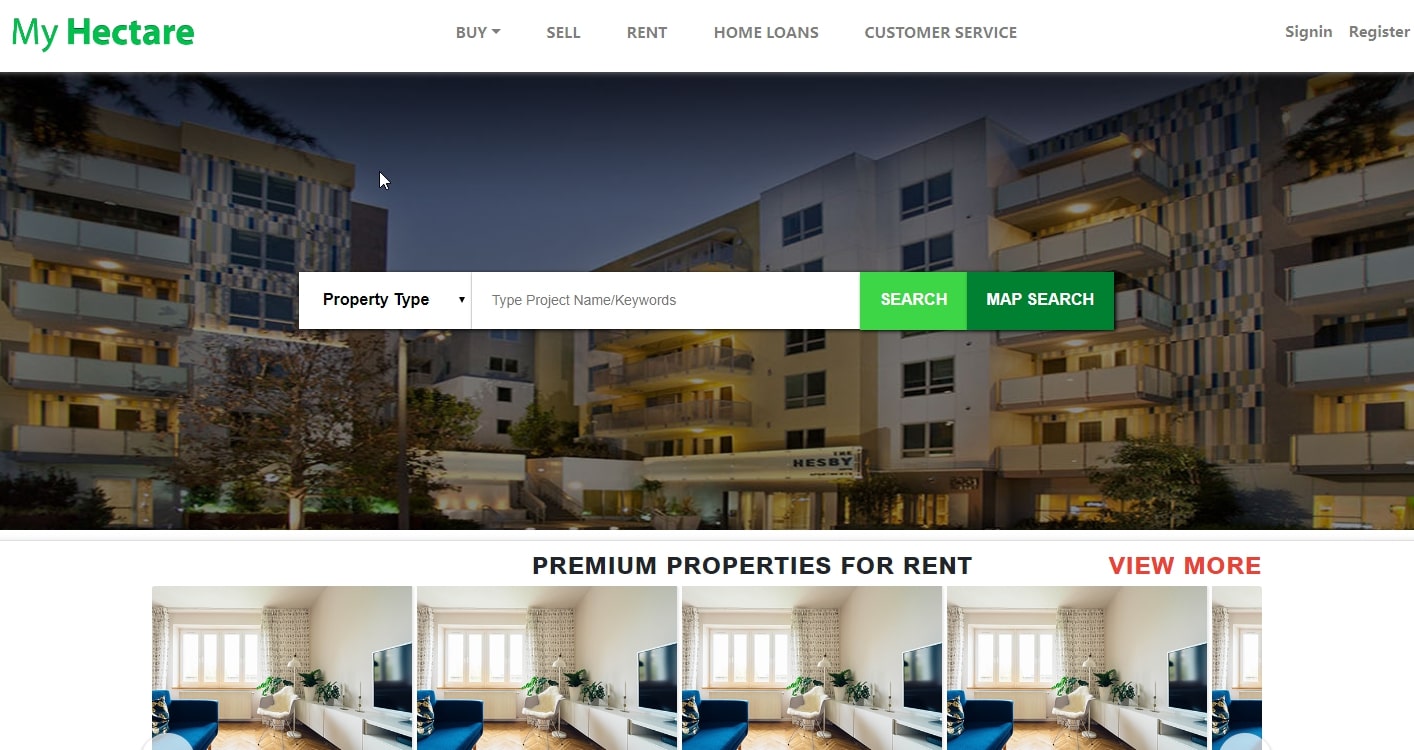 My Hectare
BUY SELL RENT HOME LOANS CUSTOMER SERVICE Signin Register
Property Type Type Project Name/Keywords SEARCH MAP SEARCH
THE
HESBY
PREMIUM PROPERTIES FOR RENT VIEW MORE